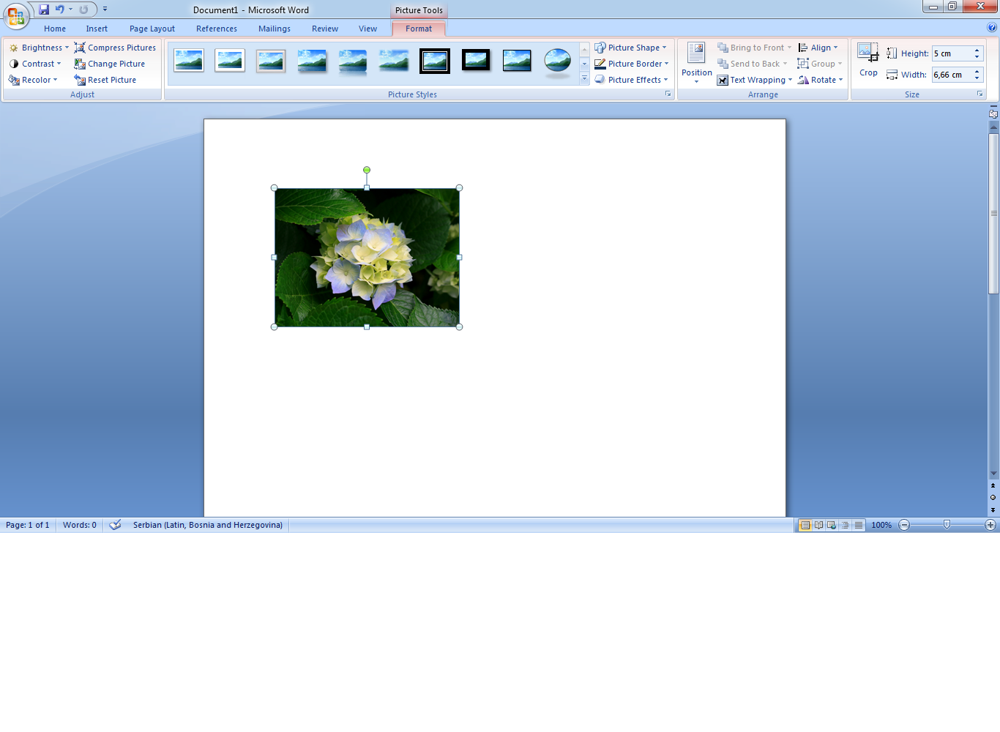 Document1 - Microsoft Word
Picture Tools
Home Insert Page Layout References Mailings Review View Format
Brightness Compress Pictures
Contrast Change Picture
Recolor Reset Picture
Adjust
Picture Shape
Picture Border
Picture Effects
Picture Styles
Position
Bring to Front Align
Send to Back Group
Text Wrapping Rotate
Arrange
Crop
Height: 5 cm
Width: 6,66 cm
Size
Page: 1 of 1 Words: 0 Serbian (Latin, Bosnia and Herzegovina) 100%